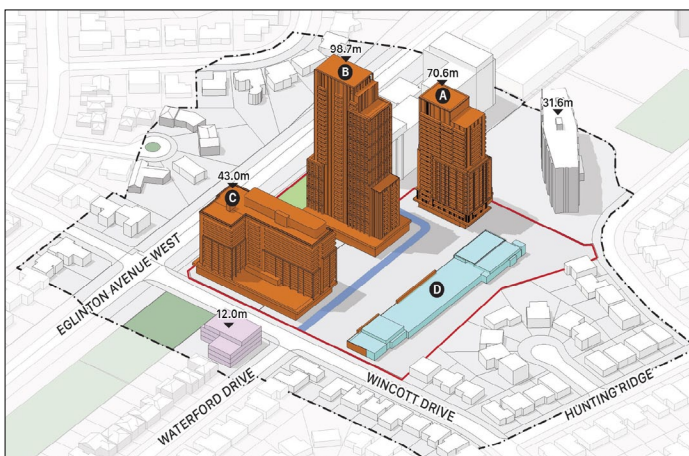 98.7m
B
70.6m
A
31.6m
43.0m
C
D
12.0m
EGLINTON AVENUE WEST
WATERFORD DRIVE
WINCOTT DRIVE
HUNTING RIDGE